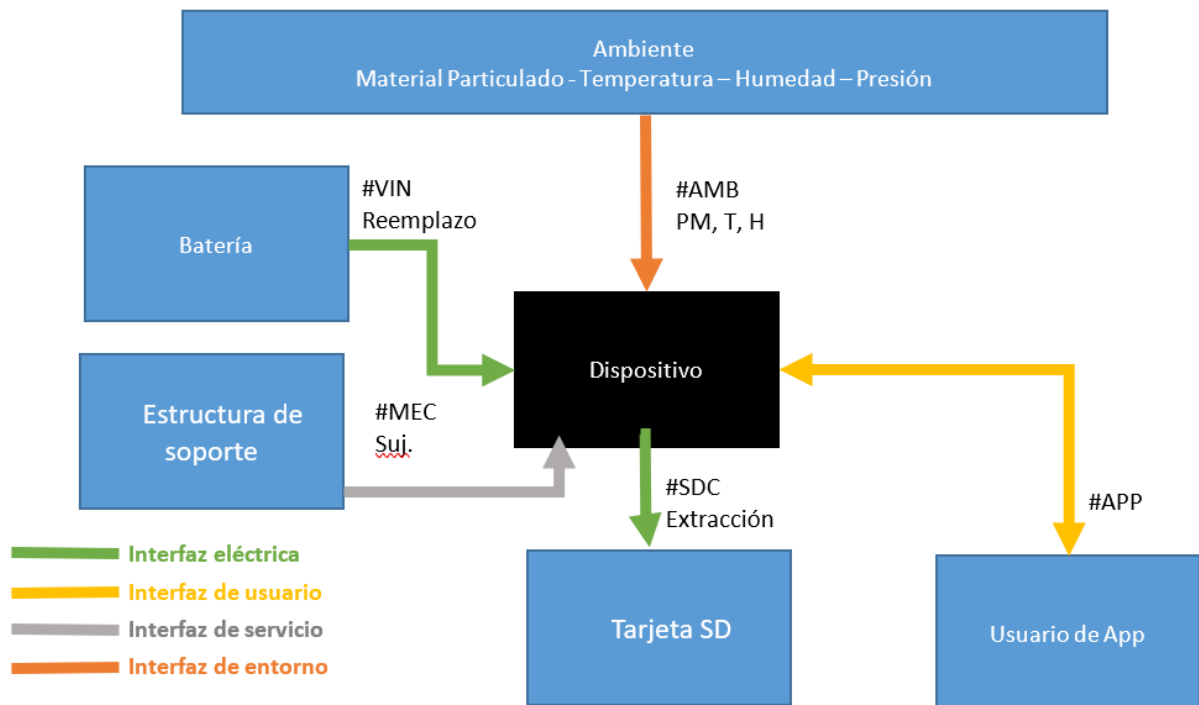 Ambiente
Material Particulado - Temperatura – Humedad – Presión
#VIN
Reemplazo
#AMB
PM, T, H
Batería
Dispositivo
Estructura de
soporte
#MEC
Suj.
#SDC
Extracción
#APP
Interfaz eléctrica
Interfaz de usuario
Interfaz de servicio
Interfaz de entorno
Tarjeta SD
Usuario de App